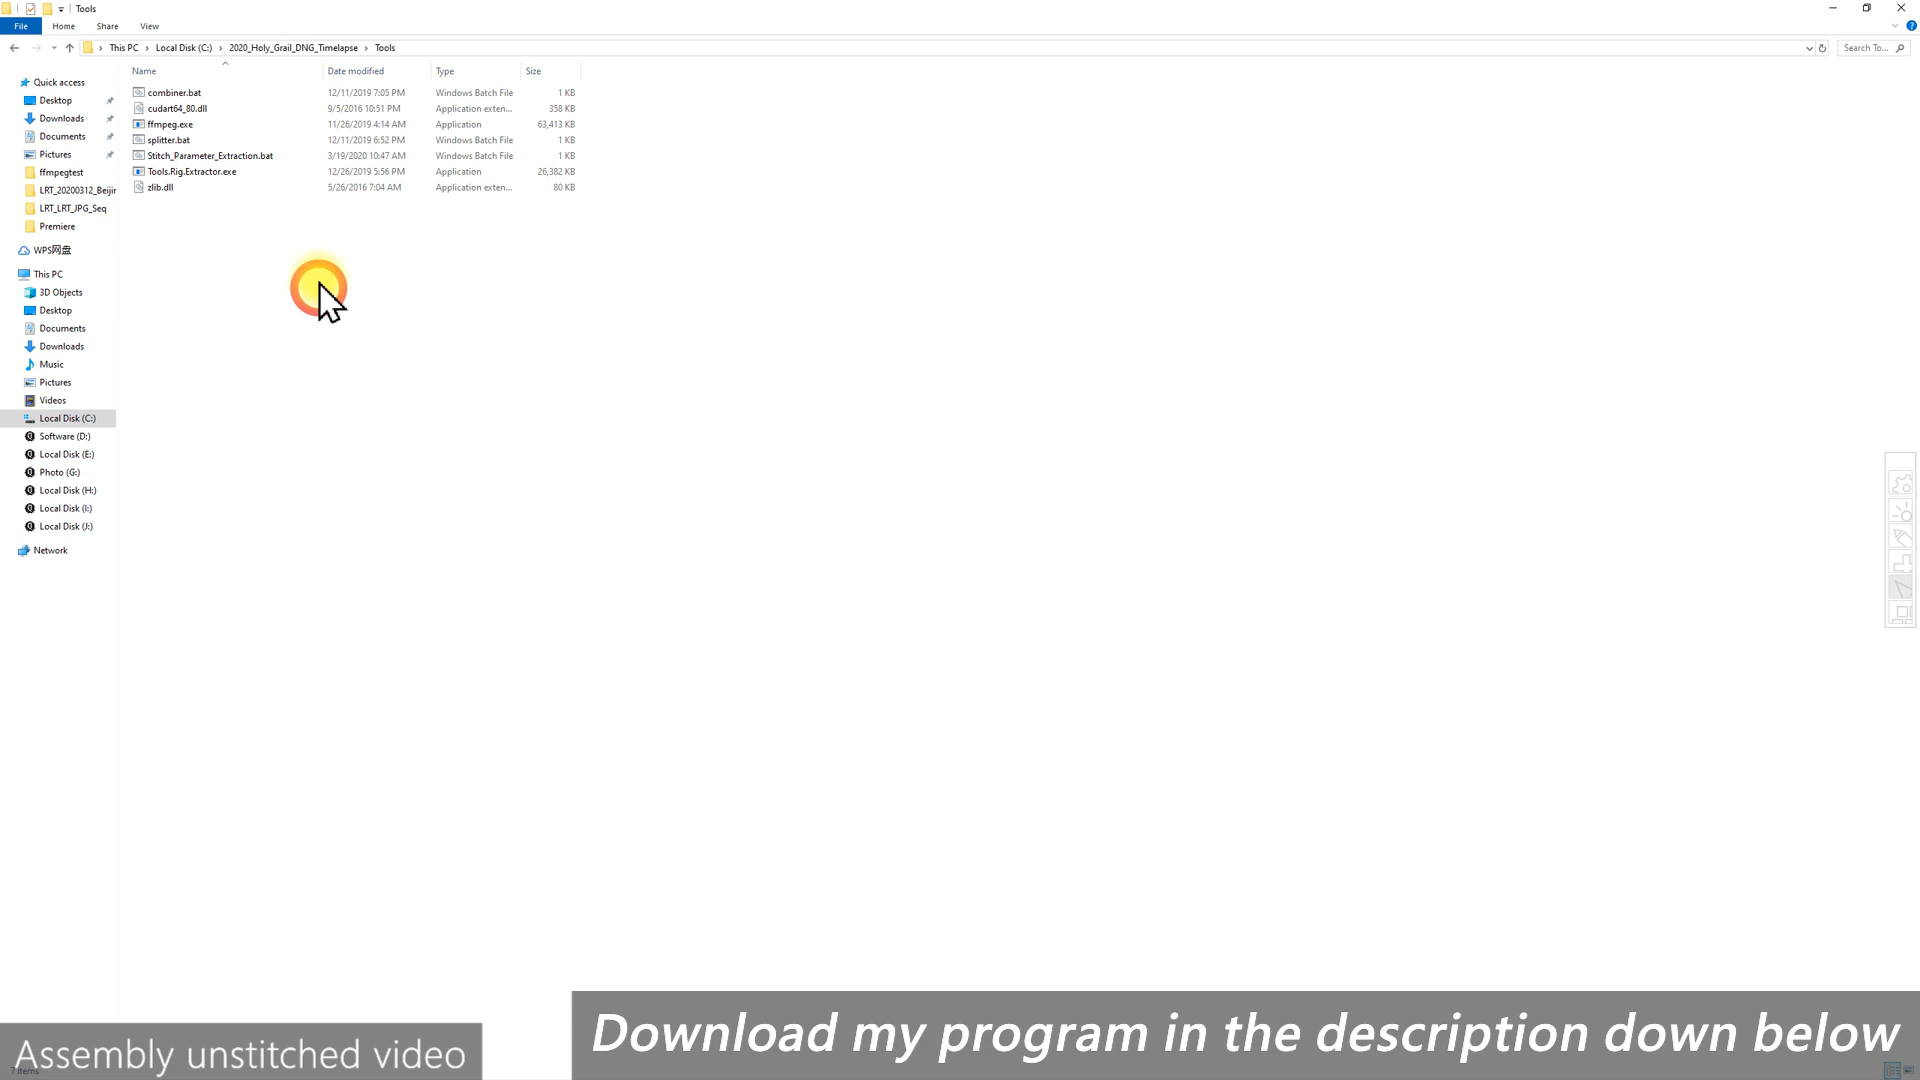 Tools
File Home Share View
This PC Local Disk (C:) 2020_Holy_Grail_DNG_Timelapse Tools
Search To...
Name Date modified Type Size
combiner.bat 12/11/2019 7:05 PM Windows Batch File 1 KB
cudart64_80.dll 9/5/2016 10:51 PM Application exten... 358 KB
ffmpeg.exe 11/26/2019 4:14 AM Application 63,413 KB
splitter.bat 12/11/2019 6:52 PM Windows Batch File 1 KB
Stitch_Parameter_Extraction.bat 3/19/2020 10:47 AM Windows Batch File 1 KB
Tools.Rig.Extractor.exe 12/26/2019 5:56 PM Application 26,382 KB
zlib.dll 5/26/2016 7:04 AM Application exten... 80 KB
Quick access
Desktop
Downloads
Documents
Pictures
ffmpegtest
LRT_20200312_Beijir
LRT_LRT_JPG_Seq
Premiere
WPS网盘
This PC
3D Objects
Desktop
Documents
Downloads
Music
Pictures
Videos
Local Disk (C:)
Software (D:)
Local Disk (E:)
Photo (G:)
Local Disk (H:)
Local Disk (I:)
Local Disk (J:)
Network
Assembly unstitched video
7 items
Download my program in the description down below